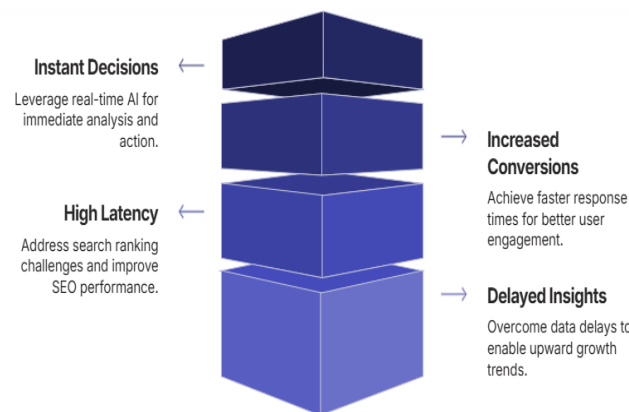 Instant Decisions
Leverage real-time AI for
immediate analysis and
action.
Increased
Conversions
Achieve faster response
times for better user
engagement.
High Latency
Address search ranking
challenges and improve
SEO performance.
Delayed Insights
Overcome data delays to
enable upward growth
trends.